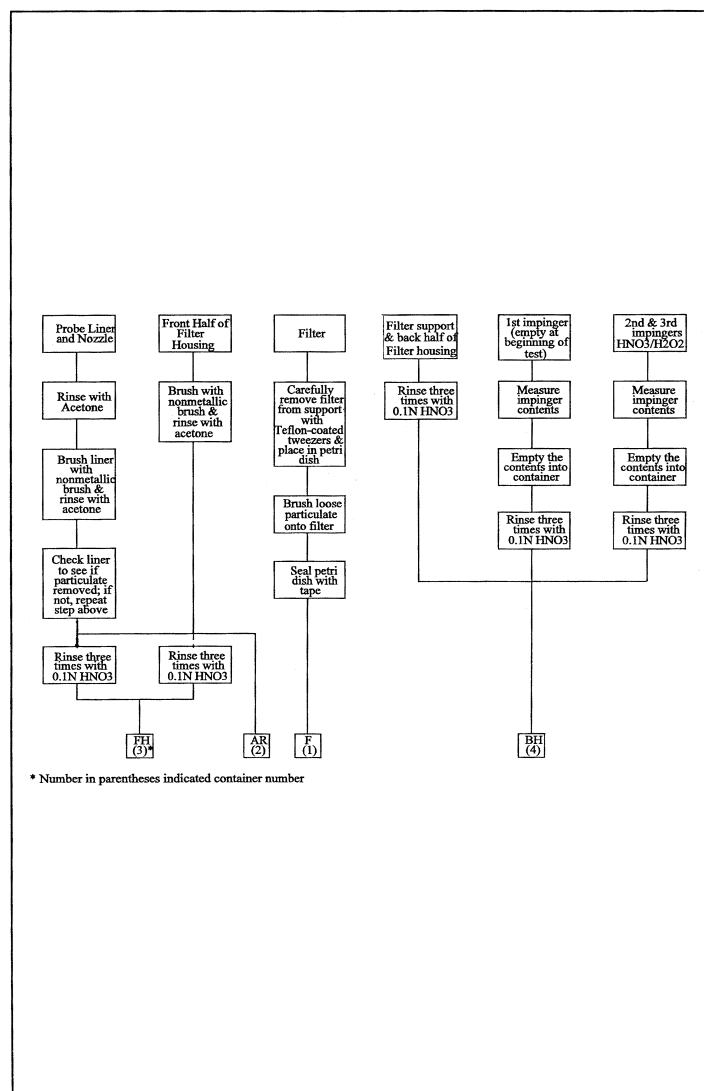 Probe Liner
and Nozzle
Rinse with
Acetone
Brush liner
with
nonmetallic
brush &
rinse with
acetone
Check liner
to see if
particulate
removed; if
not, repeat
step above
Rinse three
times with
0.1N HNO3
Front Half of
Filter
Housing
Brush with
nonmetallic
brush &
rinse with
acetone
Rinse three
times with
0.1N HNO3
Filter
Carefully
remove filter
from support
with
Teflon-coated
tweezers &
place in petri
dish
Brush loose
particulate
onto filter
Seal petri
dish with
tape
Filter support
& back half of
Filter housing
Rinse three
times with
0.1N HNO3
1st impinger
(empty at
beginning of
test)
Measure
impinger
contents
Empty the
contents into
container
Rinse three
times with
0.1N HNO3
2nd & 3rd
impingers
HNO3/H2O2
Measure
impinger
contents
Empty the
contents into
container
Rinse three
times with
0.1N HNO3
FH
(3)*
AR
(2)
F
(1)
BH
(4)
* Number in parentheses indicated container number